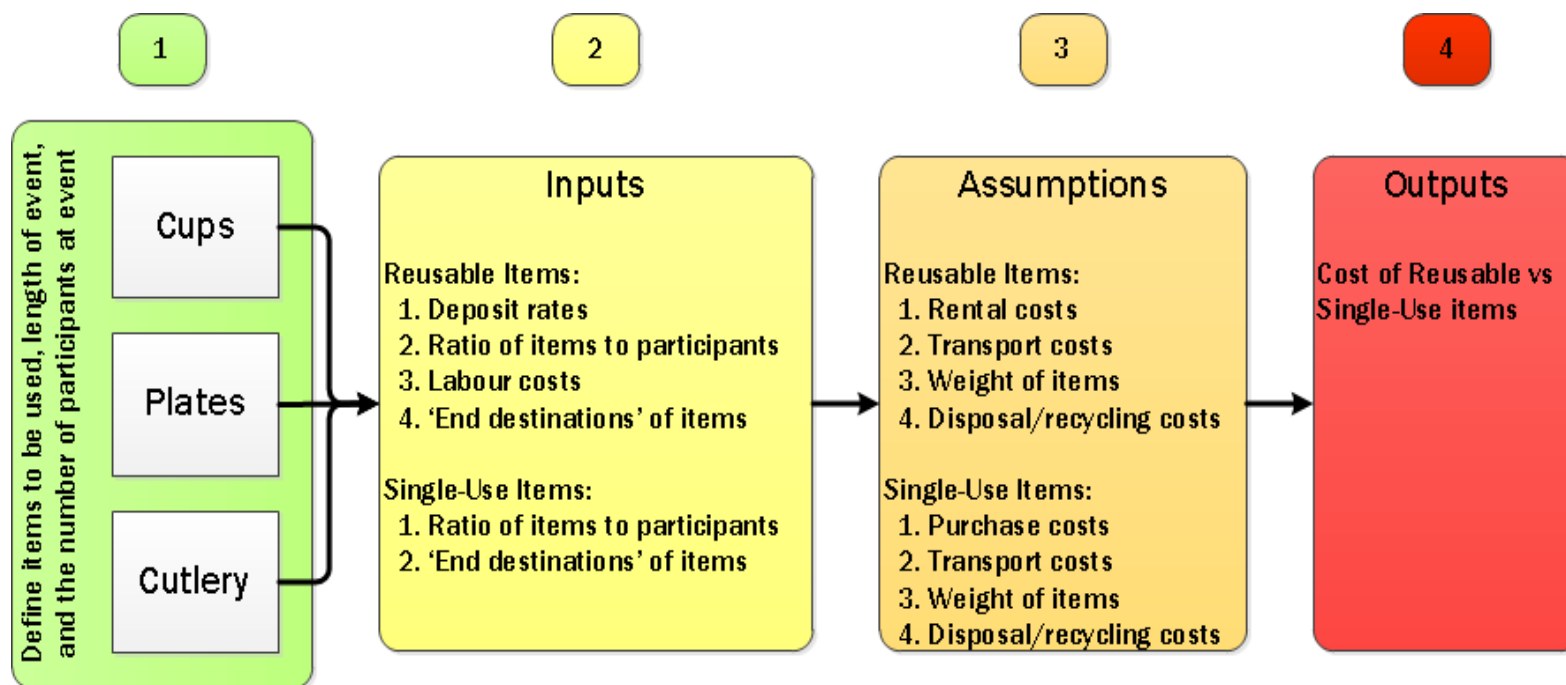 1
2
3
4
Define items to be used, length of event,
and the number of participants at event
Cups
Plates
Cutlery
Inputs
Reusable Items:
1. Deposit rates
2. Ratio of items to participants
3. Labour costs
4. ‘End destinations’ of items
Single-Use Items:
1. Ratio of items to participants
2. ‘End destinations’ of items
Assumptions
Reusable Items:
1. Rental costs
2. Transport costs
3. Weight of items
4. Disposal/recycling costs
Single-Use Items:
1. Purchase costs
2. Transport costs
3. Weight of items
4. Disposal/recycling costs
Outputs
Cost of Reusable vs
Single-Use items